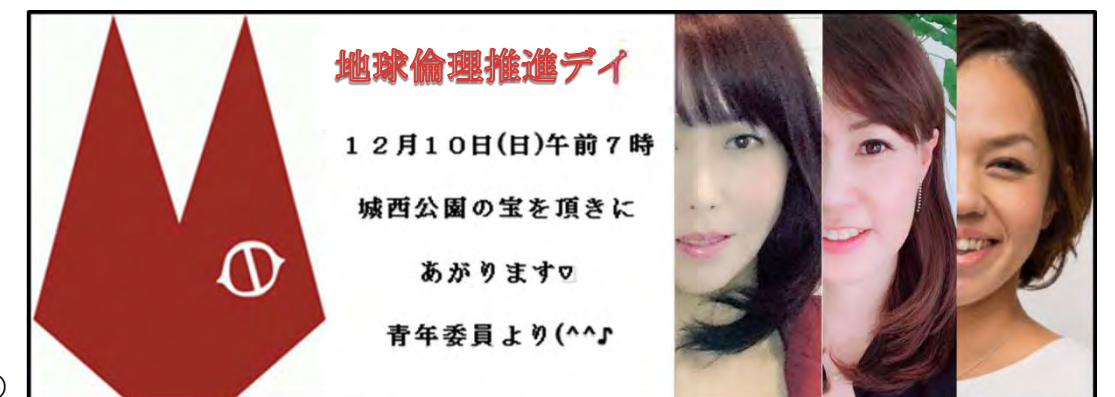 地球倫理推進デイ
12月10日(日)午前7時
城西公園の宝を頂きに
あがります♡
青年委員より(^^♪